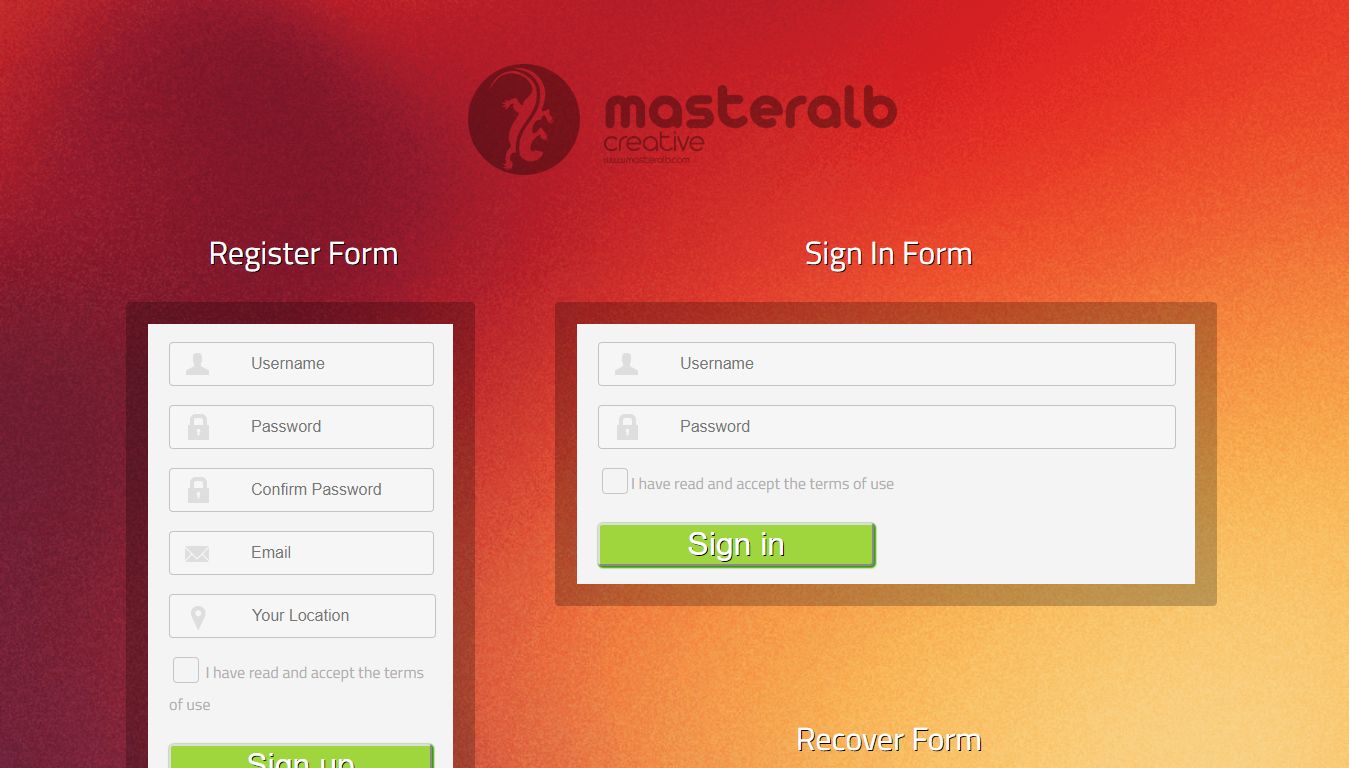 masteralb
creative
www.masteralb.com
Register Form
Username
Password
Confirm Password
Email
Your Location
I have read and accept the terms
of use
Sign up
Sign In Form
Username
Password
I have read and accept the terms of use
Sign in
Recover Form